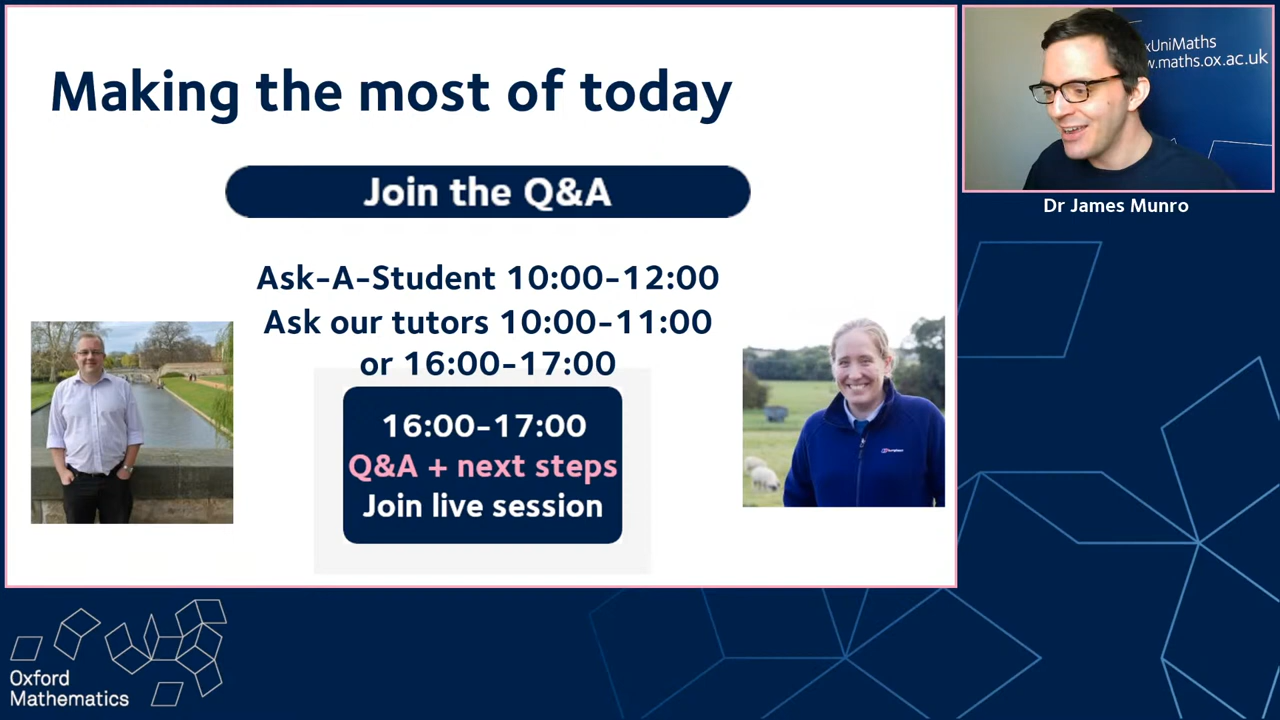 Making the most of today
Join the Q&A
Ask-A-Student 10:00-12:00
Ask our tutors 10:00-11:00
or 16:00-17:00
16:00-17:00
Q&A + next steps
Join live session
xUniMaths
w.maths.ox.ac.uk
Dr James Munro
Oxford
Mathematics